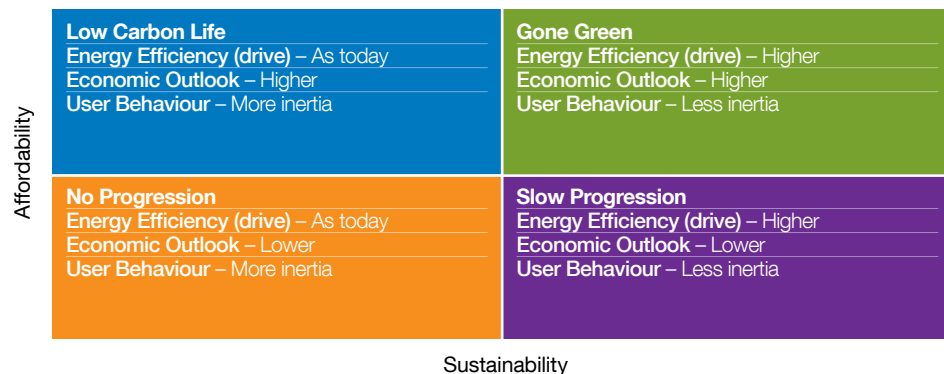 Affordability
Low Carbon Life
Energy Efficiency (drive) – As today
Economic Outlook – Higher
User Behaviour – More inertia
Gone Green
Energy Efficiency (drive) – Higher
Economic Outlook – Higher
User Behaviour – Less inertia
No Progression
Energy Efficiency (drive) – As today
Economic Outlook – Lower
User Behaviour – More inertia
Slow Progression
Energy Efficiency (drive) – Higher
Economic Outlook – Lower
User Behaviour – Less inertia
Sustainability